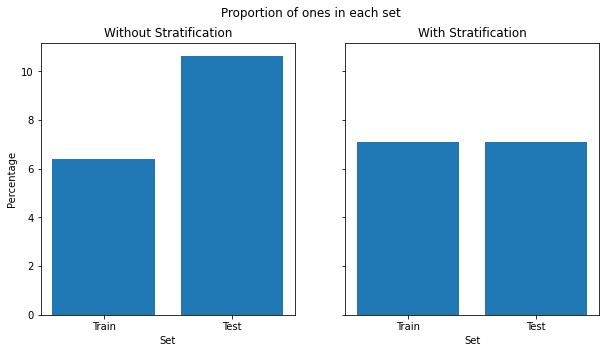 Proportion of ones in each set
Without Stratification
With Stratification
10
8
6
4
2
0
Percentage
Train
Test
Set
Train
Test
Set